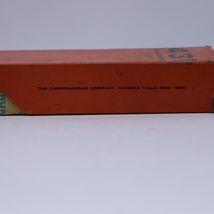 THE CARBORUNDUM COMPANY NIAGARA FALLS, NEW YORK